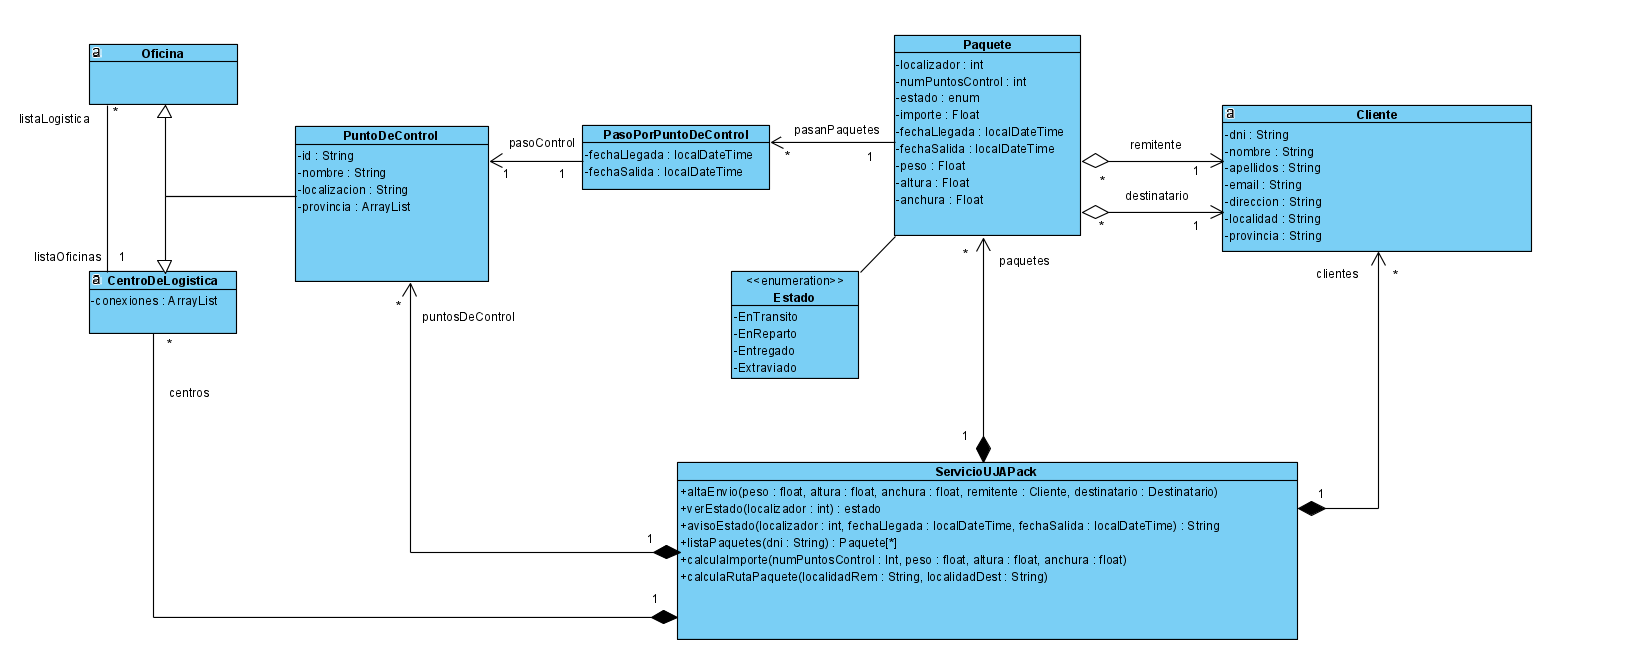 a
Oficina
listaLogistica
*
listaOficinas
1
a
CentroDeLogistica
-conexiones : ArrayList
*
centros
PuntoDeControl
-id : String
-nombre : String
-localizacion : String
-provincia : ArrayList
*
puntosDeControl
pasoControl
1
1
PasoPorPuntoDeControl
-fechaLlegada : localDateTime
-fechaSalida : localDateTime
pasanPaquetes
*
1
Paquete
-localizador : int
-numPuntosControl : int
-estado : enum
-importe : Float
-fechaLlegada : localDateTime
-fechaSalida : localDateTime
-peso : Float
-altura : Float
-anchura : Float
remitente
*
1
destinatario
*
1
a
Cliente
-dni : String
-nombre : String
-apellidos : String
-email : String
-direccion : String
-localidad : String
-provincia : String
clientes
*
<<enumeration>>
Estado
-EnTransito
-EnReparto
-Entregado
-Extraviado
*
paquetes
1
1
1
1
ServicioUJAPack
+altaEnvio(peso : float, altura : float, anchura : float, remitente : Cliente, destinatario : Destinatario)
+verEstado(localizador : int) : estado
+avisoEstado(localizador : int, fechaLlegada : localDateTime, fechaSalida : localDateTime) : String
+listaPaquetes(dni : String) : Paquete[*]
+calculaImporte(numPuntosControl : Int, peso : float, altura : float, anchura : float)
+calculaRutaPaquete(localidadRem : String, localidadDest : String)